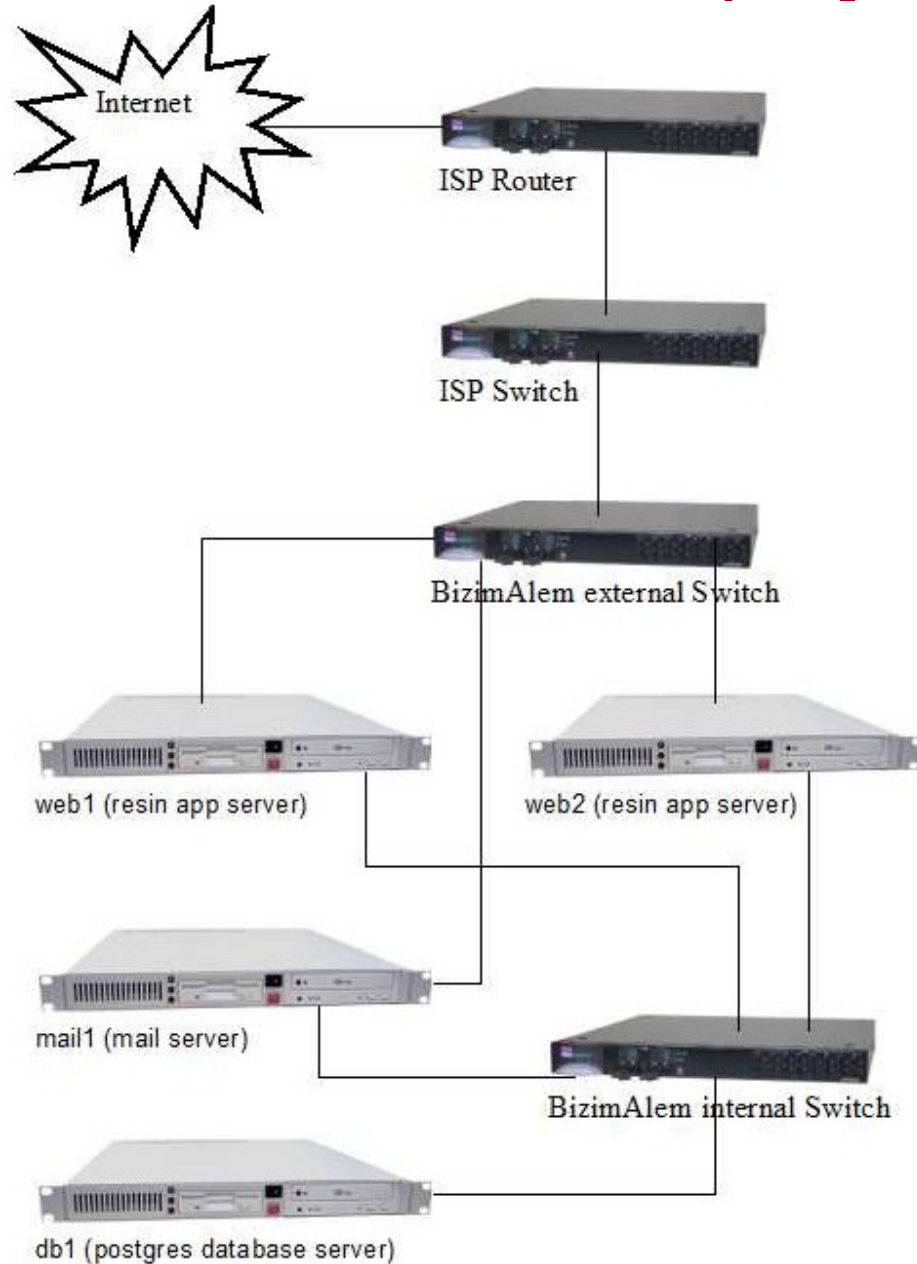 Internet
ISP Router
ISP Switch
BizimAlem external Switch
web1 (resin app server)
web2 (resin app server)
mail1 (mail server)
BizimAlem internal Switch
db1 (postgres database server)